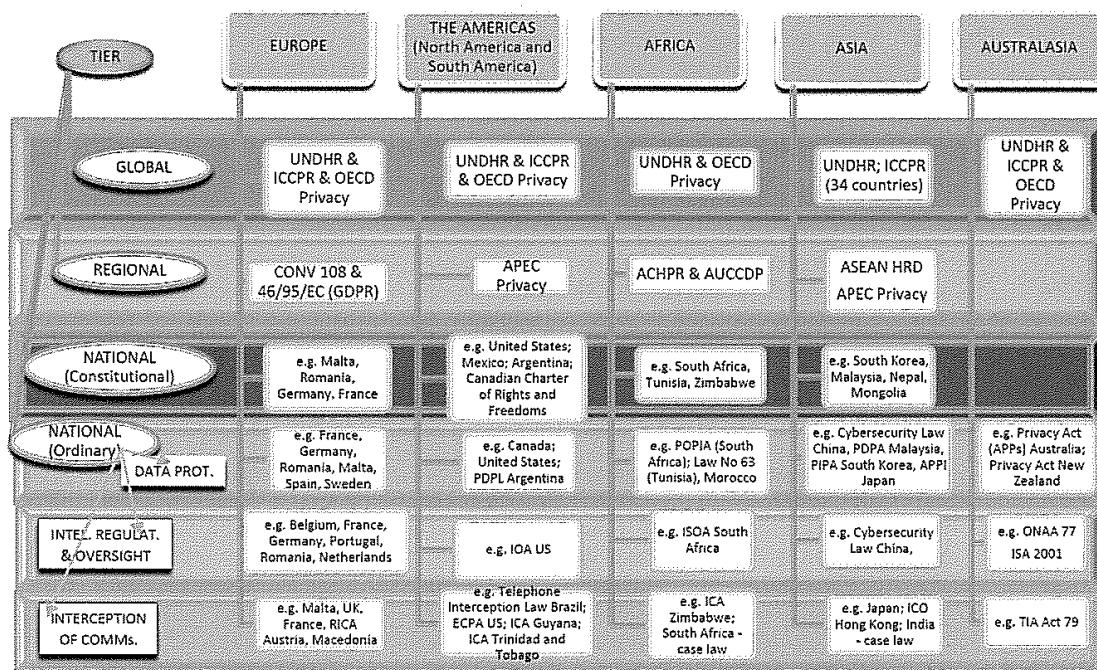 TIER
EUROPE
THE AMERICAS
(North America and
South America)
AFRICA
ASIA
AUSTRALASIA
GLOBAL
UNDHR &
ICCPR & OECD
Privacy
UNDHR & ICCPR
& OECD Privacy
UNDHR & OECD
Privacy
UNDHR; ICCPR
(34 countries)
UNDHR
& ICCPR &
OECD
Privacy
REGIONAL
CONV 108 &
46/95/EC (GDPR)
APEC
Privacy
ACHPR & AUCCDP
ASEAN HRD
APEC Privacy
NATIONAL
(Constitutional)
e.g. Malta,
Romania,
Germany, France
e.g. United States;
Mexico; Argentina;
Canadian Charter
of Rights and
Freedoms
e.g. South Africa,
Tunisia, Zimbabwe
e.g. South Korea,
Malaysia, Nepal,
Mongolia
NATIONAL
(Ordinary)
DATA PROT.
e.g. France,
Germany,
Romania, Malta,
Spain, Sweden
e.g. Canada;
United States;
PDPL Argentina
e.g. POPIA (South
Africa); Law No 63
(Tunisia), Morocco
e.g. Cybersecurity Law
China, PDPA Malaysia,
PIPA South Korea, APPI
Japan
e.g. Privacy Act
(APPs) Australia;
Privacy Act New
Zealand
INTEL. REGULAT.
& OVERSIGHT
e.g. Belgium, France,
Germany, Portugal,
Romania, Netherlands
e.g. IOA US
e.g. ISOA South
Africa
e.g. Cybersecurity
Law China,
e.g. ONAA 77
ISA 2001
INTERCEPTION
OF COMMs.
e.g. Malta, UK,
France, RICA
Austria, Macedonia
e.g. Telephone
Interception Law Brazil;
ECPA US; ICA Guyana;
ICA Trinidad and
Tobago
e.g. ICA
Zimbabwe;
South Africa -
case law
e.g. Japan; ICO
Hong Kong; India
- case law
e.g. TIA Act 79